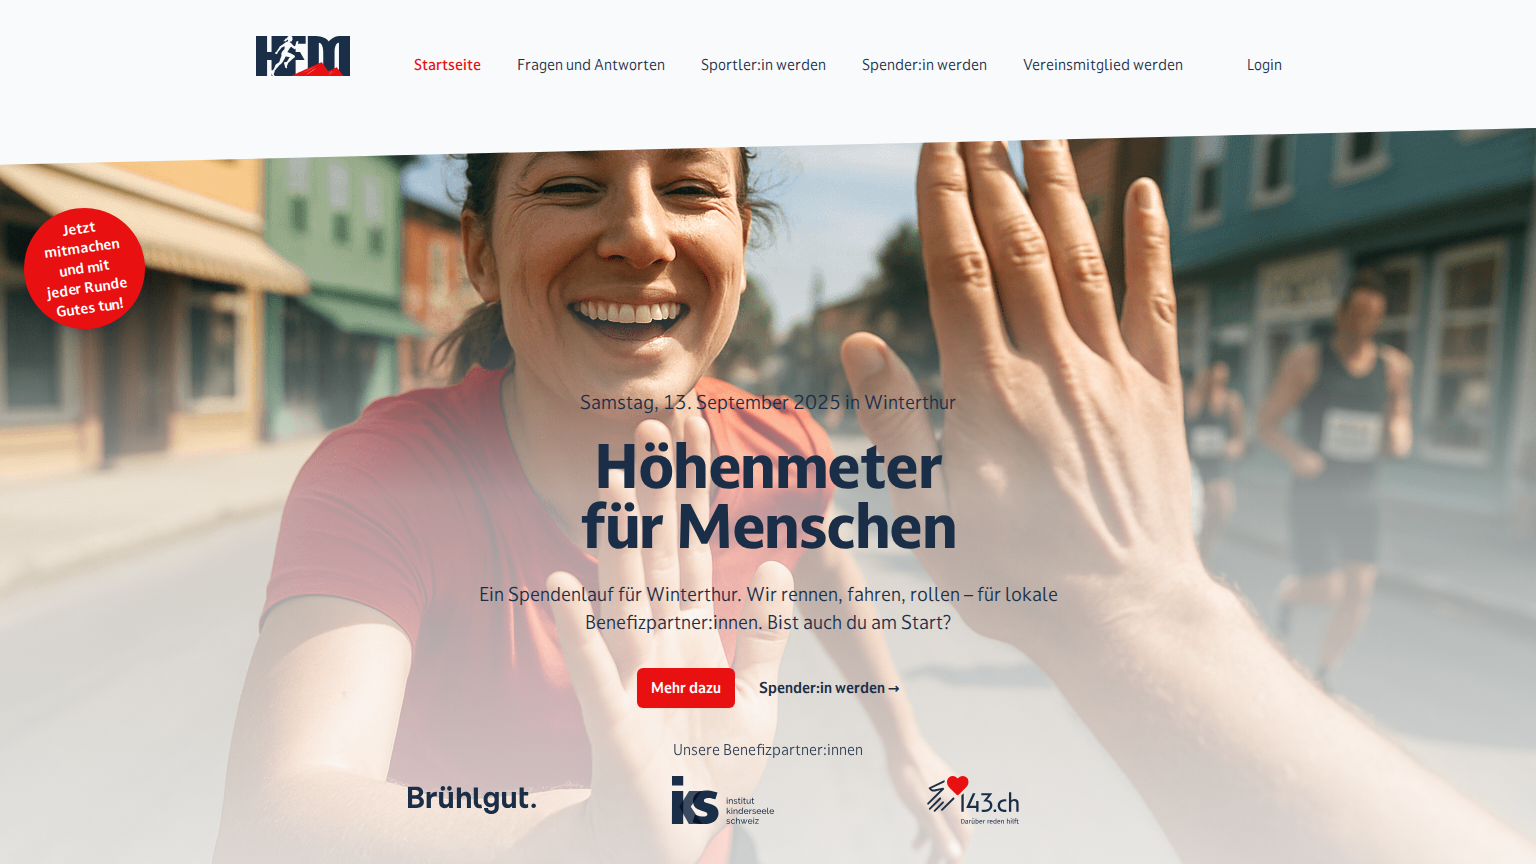 HFM
Startseite
Fragen und Antworten
Sportler:in werden
Spender:in werden
Vereinsmitglied werden
Login
Jetzt
mitmachen
und mit
jeder Runde
Gutes tun!
Samstag, 13. September 2025 in Winterthur
Höhenmeter
für Menschen
Ein Spendenlauf für Winterthur. Wir rennen, fahren, rollen – für lokale
Benefizpartner:innen. Bist auch du am Start?
Mehr dazu
Spender:in werden →
Unsere Benefizpartner:innen
Brühlgut.
iks
institut
kinderseele
schweiz
143.ch
Darüber reden hilft